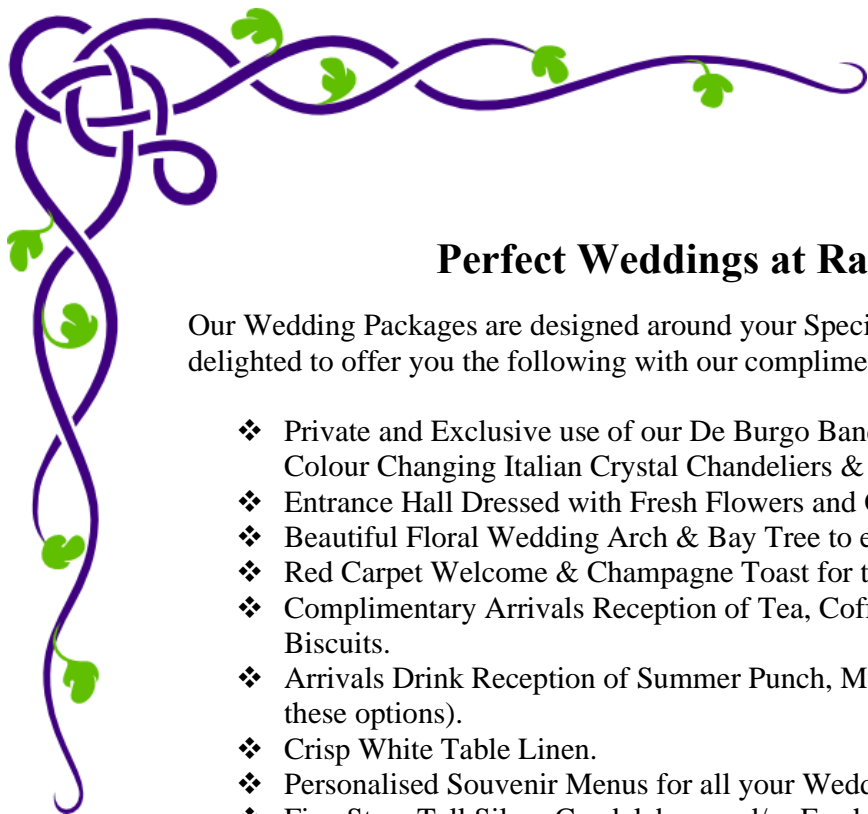 Perfect Weddings at Ra
Our Wedding Packages are designed around your Speci
delighted to offer you the following with our complime
❖ Private and Exclusive use of our De Burgo Ban
Colour Changing Italian Crystal Chandeliers &
❖ Entrance Hall Dressed with Fresh Flowers and
❖ Beautiful Floral Wedding Arch & Bay Tree to e
❖ Red Carpet Welcome & Champagne Toast for t
❖ Complimentary Arrivals Reception of Tea, Cof
Biscuits.
❖ Arrivals Drink Reception of Summer Punch, M
these options).
❖ Crisp White Table Linen.
❖ Personalised Souvenir Menus for all your Wedd